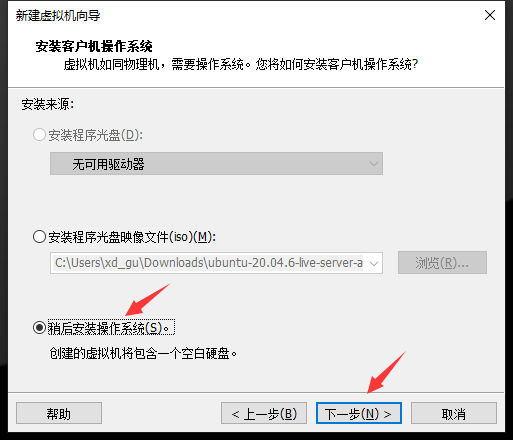 新建虚拟机向导
安装客户机操作系统
虚拟机如同物理机，需要操作系统。您将如何安装客户机操作系统?
安装来源:
安装程序光盘(D):
无可用驱动器
安装程序光盘映像文件(iso)(M):
C:\Users\xd_gu\Downloads\ubuntu-20.04.6-live-server-a
浏览(R)...
稍后安装操作系统(S)。
创建的虚拟机将包含一个空白硬盘。
帮助
< 上一步(B)
下一步(N) >
取消